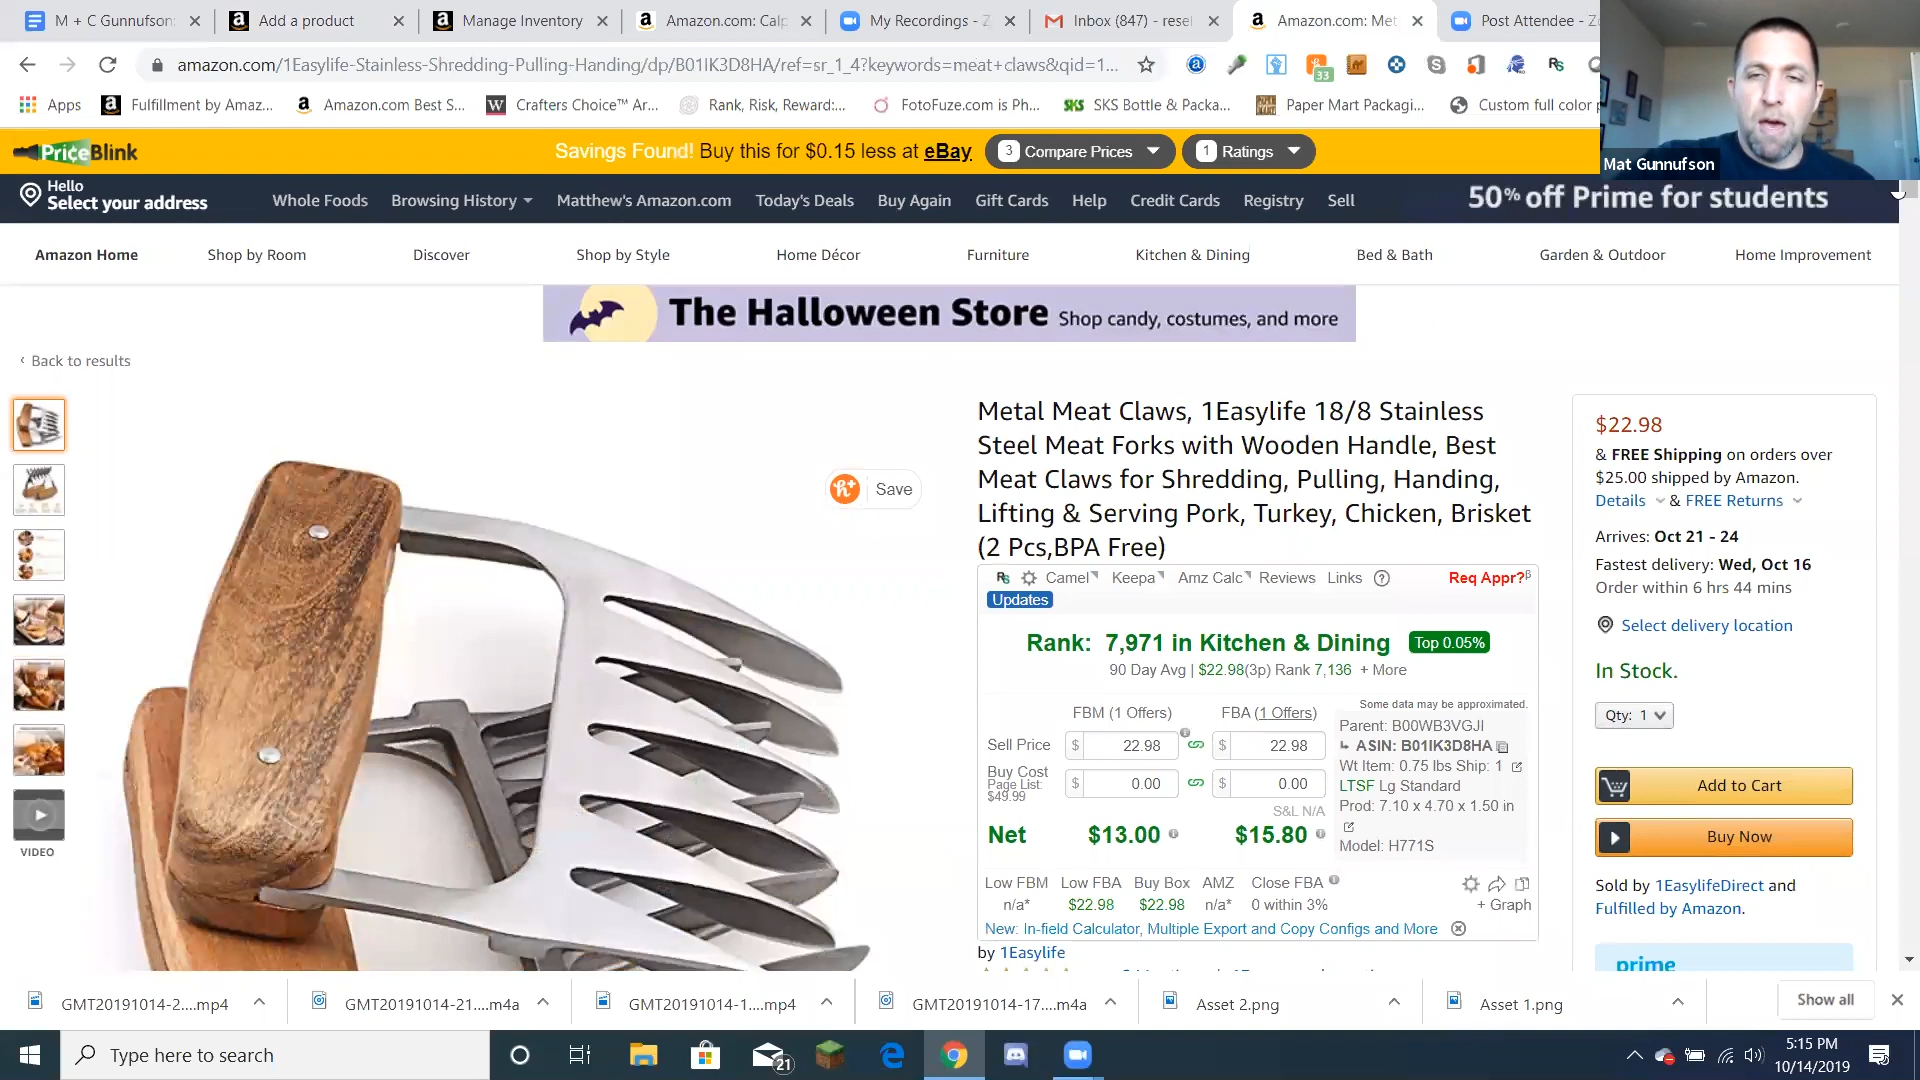 M + C Gunnufson:
Add a product
Manage Inventory
Amazon.com: Calp
My Recordings - Z
Inbox (847) - resel
Amazon.com: Met
Post Attendee - Zo
amazon.com/1Easylife-Stainless-Shredding-Pulling-Handing/dp/B01IK3D8HA/ref=sr_1_4?keywords=meat+claws&qid=1...
33
Apps
Fulfillment by Amaz...
Amazon.com Best S...
Crafters Choice™ Ar...
Rank, Risk, Reward:...
FotoFuze.com is Ph...
SKS Bottle & Packa...
Paper Mart Packagi...
Custom full color p
Mat Gunnufson
PriceBlink
Savings Found! Buy this for $0.15 less at eBay
3 Compare Prices
1 Ratings
Hello
Select your address
Whole Foods
Browsing History
Matthew's Amazon.com
Today's Deals
Buy Again
Gift Cards
Help
Credit Cards
Registry
Sell
50% off Prime for students
Amazon Home
Shop by Room
Discover
Shop by Style
Home Décor
Furniture
Kitchen & Dining
Bed & Bath
Garden & Outdoor
Home Improvement
The Halloween Store Shop candy, costumes, and more
‹ Back to results
VIDEO
Save
Metal Meat Claws, 1Easylife 18/8 Stainless
Steel Meat Forks with Wooden Handle, Best
Meat Claws for Shredding, Pulling, Handing,
Lifting & Serving Pork, Turkey, Chicken, Brisket
(2 Pcs,BPA Free)
Camel Keepa Amz Calc Reviews Links ? Req Appr?β
Updates
Rank: 7,971 in Kitchen & Dining Top 0.05%
90 Day Avg | $22.98(3p) Rank 7,136 + More
Some data may be approximated.
FBM (1 Offers) FBA (1 Offers)
Sell Price $ 22.98 $ 22.98
Buy Cost $ 0.00 $ 0.00
Page List:
$49.99
S&L N/A
Net $13.00 $15.80
Parent: B00WB3VGJI
ASIN: B01IK3D8HA
Wt Item: 0.75 lbs Ship: 1
LTSF Lg Standard
Prod: 7.10 x 4.70 x 1.50 in
Model: H771S
Low FBM Low FBA Buy Box AMZ Close FBA
n/a* $22.98 $22.98 n/a* 0 within 3% + Graph
New: In-field Calculator, Multiple Export and Copy Configs and More
by 1Easylife
$22.98
& FREE Shipping on orders over
$25.00 shipped by Amazon.
Details & FREE Returns
Arrives: Oct 21 - 24
Fastest delivery: Wed, Oct 16
Order within 6 hrs 44 mins
Select delivery location
In Stock.
Qty: 1
Add to Cart
Buy Now
Sold by 1EasylifeDirect and
Fulfilled by Amazon.
prime
GMT20191014-2....mp4
GMT20191014-21....m4a
GMT20191014-1....mp4
GMT20191014-17....m4a
Asset 2.png
Asset 1.png
Show all
Type here to search
21
5:15 PM
10/14/2019